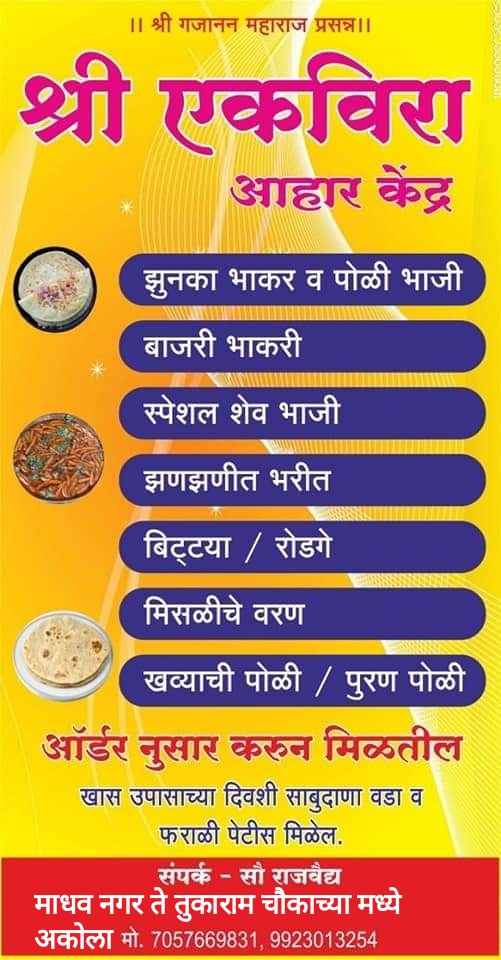 ।। श्री गजानन महाराज प्रसन्न।।
श्री एकविरा
आहार केंद्र
झुनका भाकर व पोळी भाजी
बाजरी भाकरी
स्पेशल शेव भाजी
झणझणीत भरीत
बिट्टया / रोडगे
मिसळीचे वरण
खव्याची पोळी / पुरण पोळी
ऑर्डर नुसार करुन मिळतील
खास उपासाच्या दिवशी साबुदाणा वडा व
फराळी पेटीस मिळेल.
संपर्क - सौ राजवैद्य
माधव नगर ते तुकाराम चौकाच्या मध्ये
अकोला मो. 7057669831, 9923013254